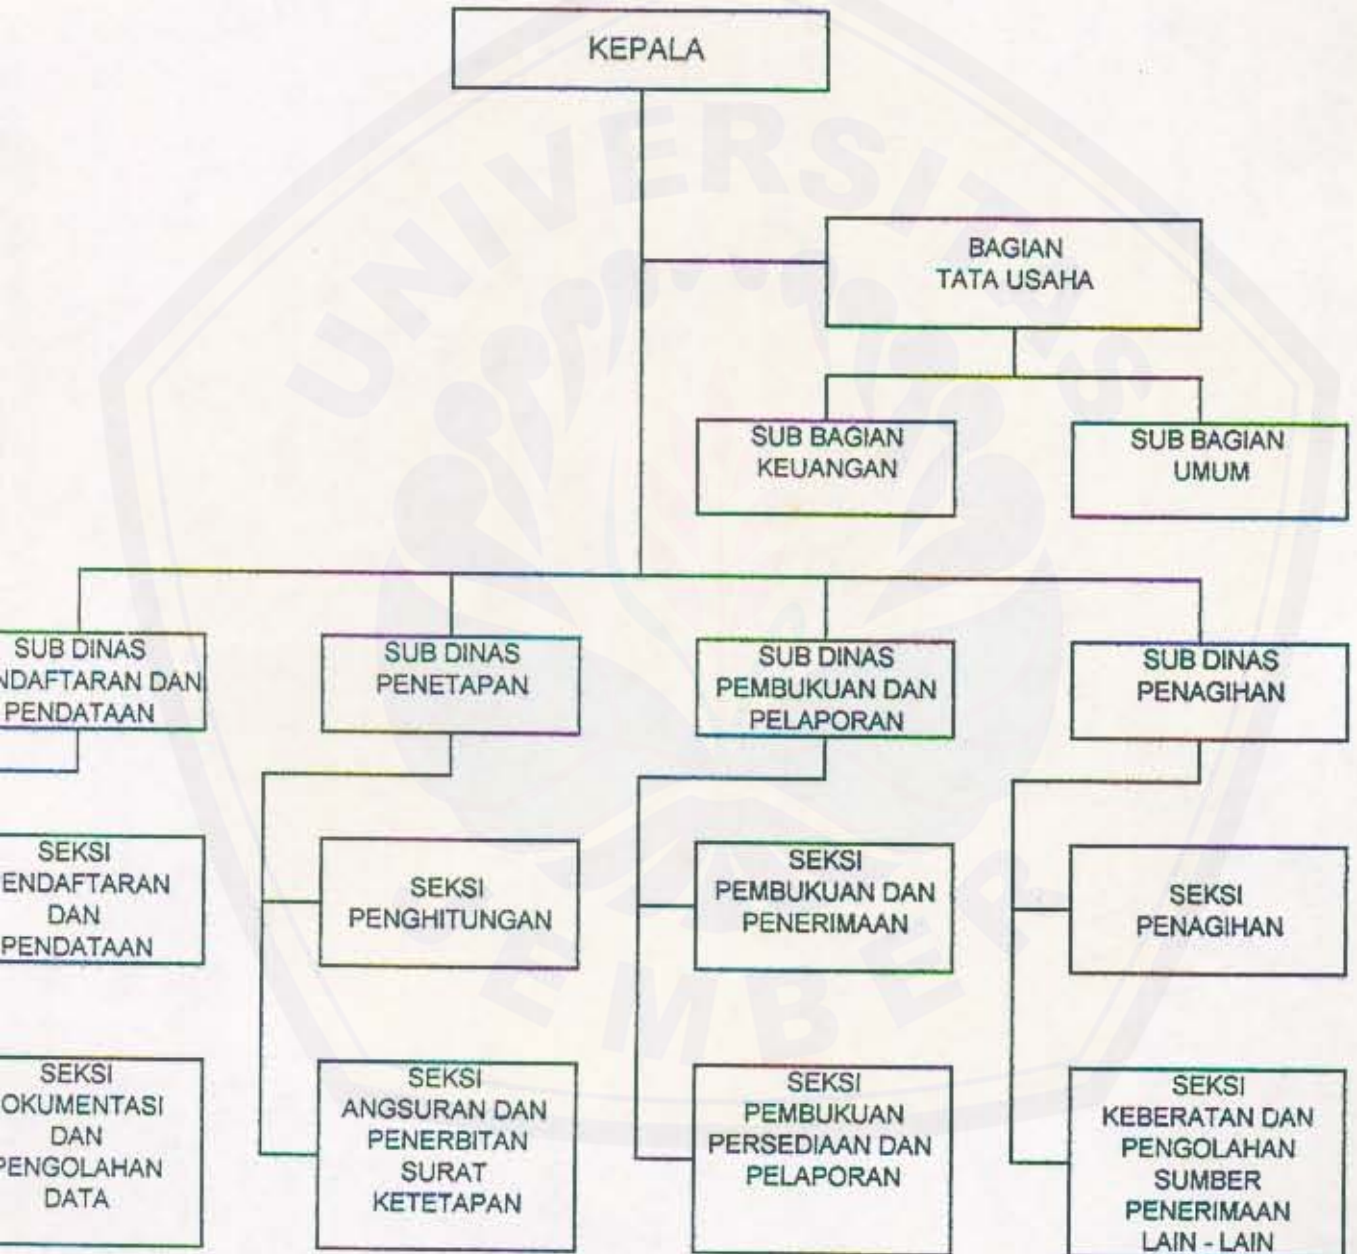 KEPALA
BAGIAN
TATA USAHA
SUB BAGIAN
KEUANGAN
SUB BAGIAN
UMUM
SUB DINAS
NDAFTARAN DAN
PENDATAAN
SUB DINAS
PENETAPAN
SUB DINAS
PEMBUKUAN DAN
PELAPORAN
SUB DINAS
PENAGIHAN
SEKSI
ENDAFTARAN
DAN
PENDATAAN
SEKSI
PENGHITUNGAN
SEKSI
PEMBUKUAN DAN
PENERIMAAN
SEKSI
PENAGIHAN
SEKSI
OKUMENTASI
DAN
PENGOLAHAN
DATA
SEKSI
ANGSURAN DAN
PENERBITAN
SURAT
KETETAPAN
SEKSI
PEMBUKUAN
PERSEDIAAN DAN
PELAPORAN
SEKSI
KEBERATAN DAN
PENGOLAHAN
SUMBER
PENERIMAAN
LAIN - LAIN
UNIVERSITAS
JEMBER